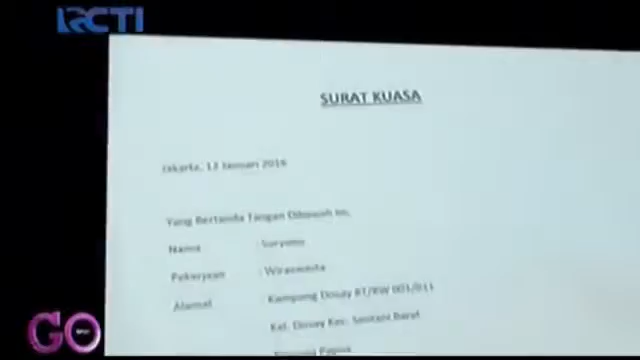 RCTI
SURAT KUASA
Jakarta, 13 Januari 2016
Yang Bertanda Tangan Dibawah Ini,
Nama : Suryono
Pekerjaan : Wiraswasta
Alamat : Kampung Dosay RT/RW 001/011
Kel. Dosay Kec. Sentani Barat
Papua
GO